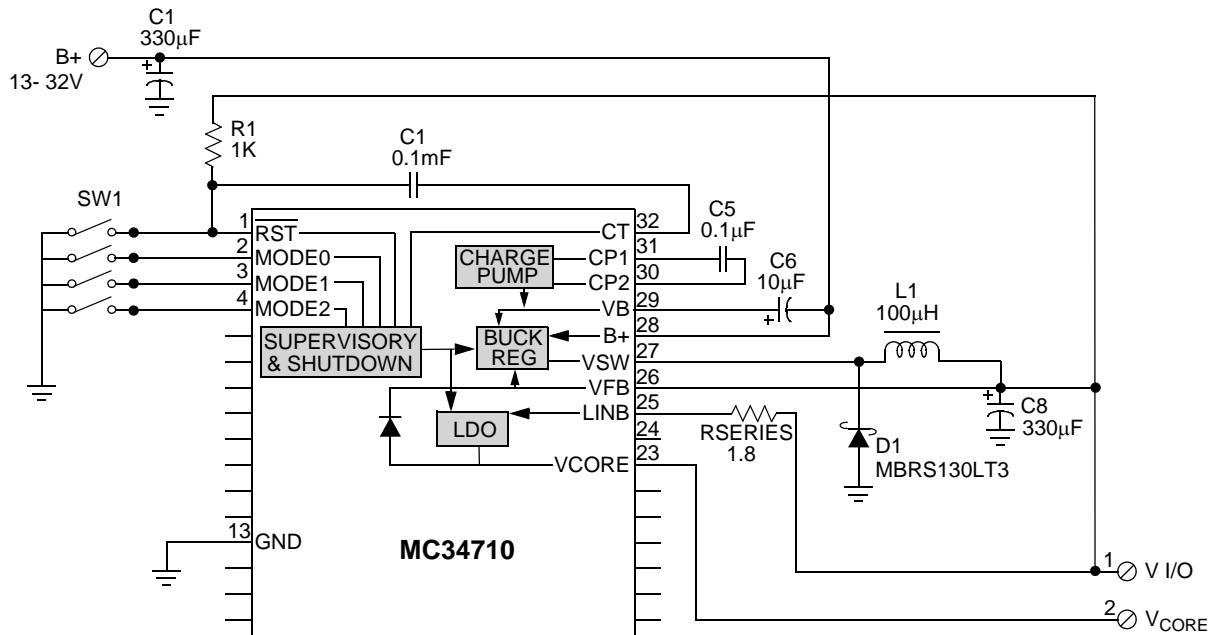 C1
330µF
B+
13- 32V
R1
1K
C1
0.1mF
SW1
1
RST
2
MODE0
3
MODE1
4
MODE2
32
CT
31
CP1
30
CP2
29
VB
28
B+
27
VSW
26
VFB
25
LINB
24
23
VCORE
CHARGE
PUMP
SUPERVISORY
& SHUTDOWN
BUCK
REG
LDO
C5
0.1µF
C6
10µF
L1
100µH
C8
330µF
RSERIES
1.8
D1
MBRS130LT3
13
GND
MC34710
1
V I/O
2
VCORE